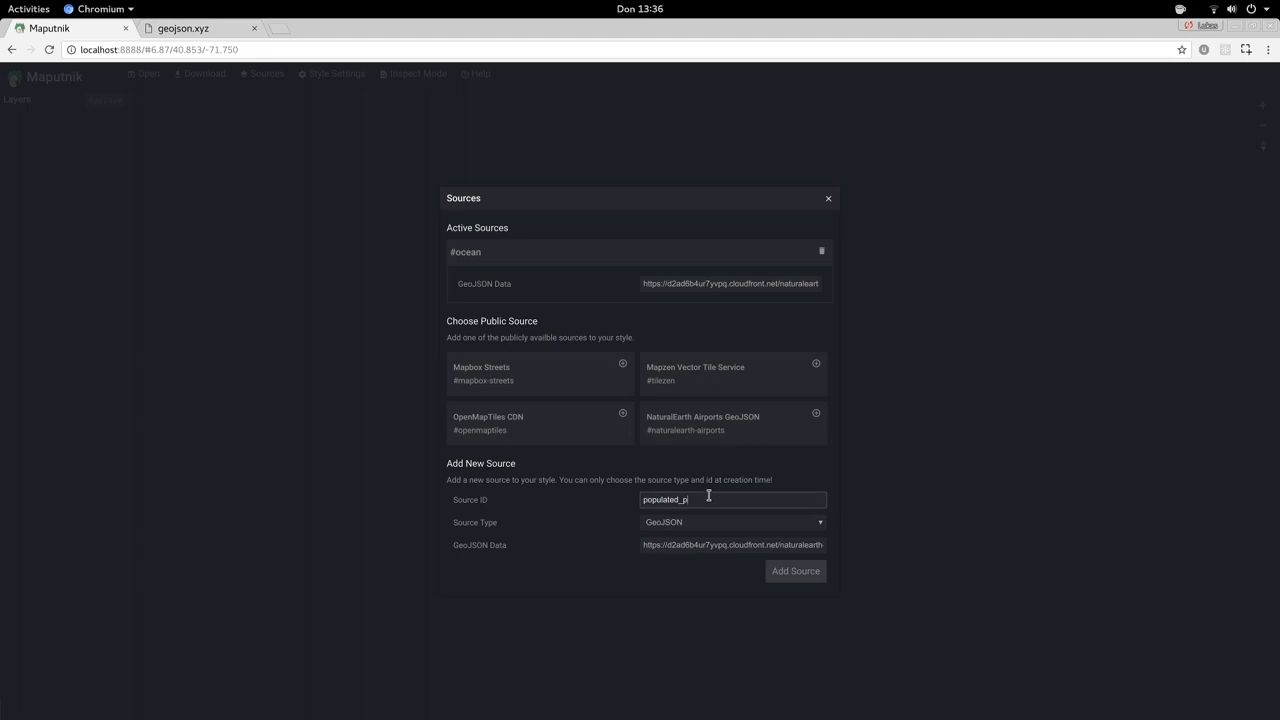 Activities Chromium Don 13:36
Maputnik × geojson.xyz ×
localhost:8888/#6.87/40.853/-71.750
Maputnik Open Download Sources Style Settings Inspect Mode Help
Layers
Sources ×
Active Sources
#ocean
GeoJSON Data https://d2ad6b4ur7yvpq.cloudfront.net/naturaleart
Choose Public Source
Add one of the publicly availble sources to your style.
Mapbox Streets Mapzen Vector Tile Service
#mapbox-streets #tilezen
OpenMapTiles CDN NaturalEarth Airports GeoJSON
#openmaptiles #naturalearth-airports
Add New Source
Add a new source to your style. You can only choose the source type and id at creation time!
Source ID populated_p
Source Type GeoJSON
GeoJSON Data https://d2ad6b4ur7yvpq.cloudfront.net/naturalearth
Add Source